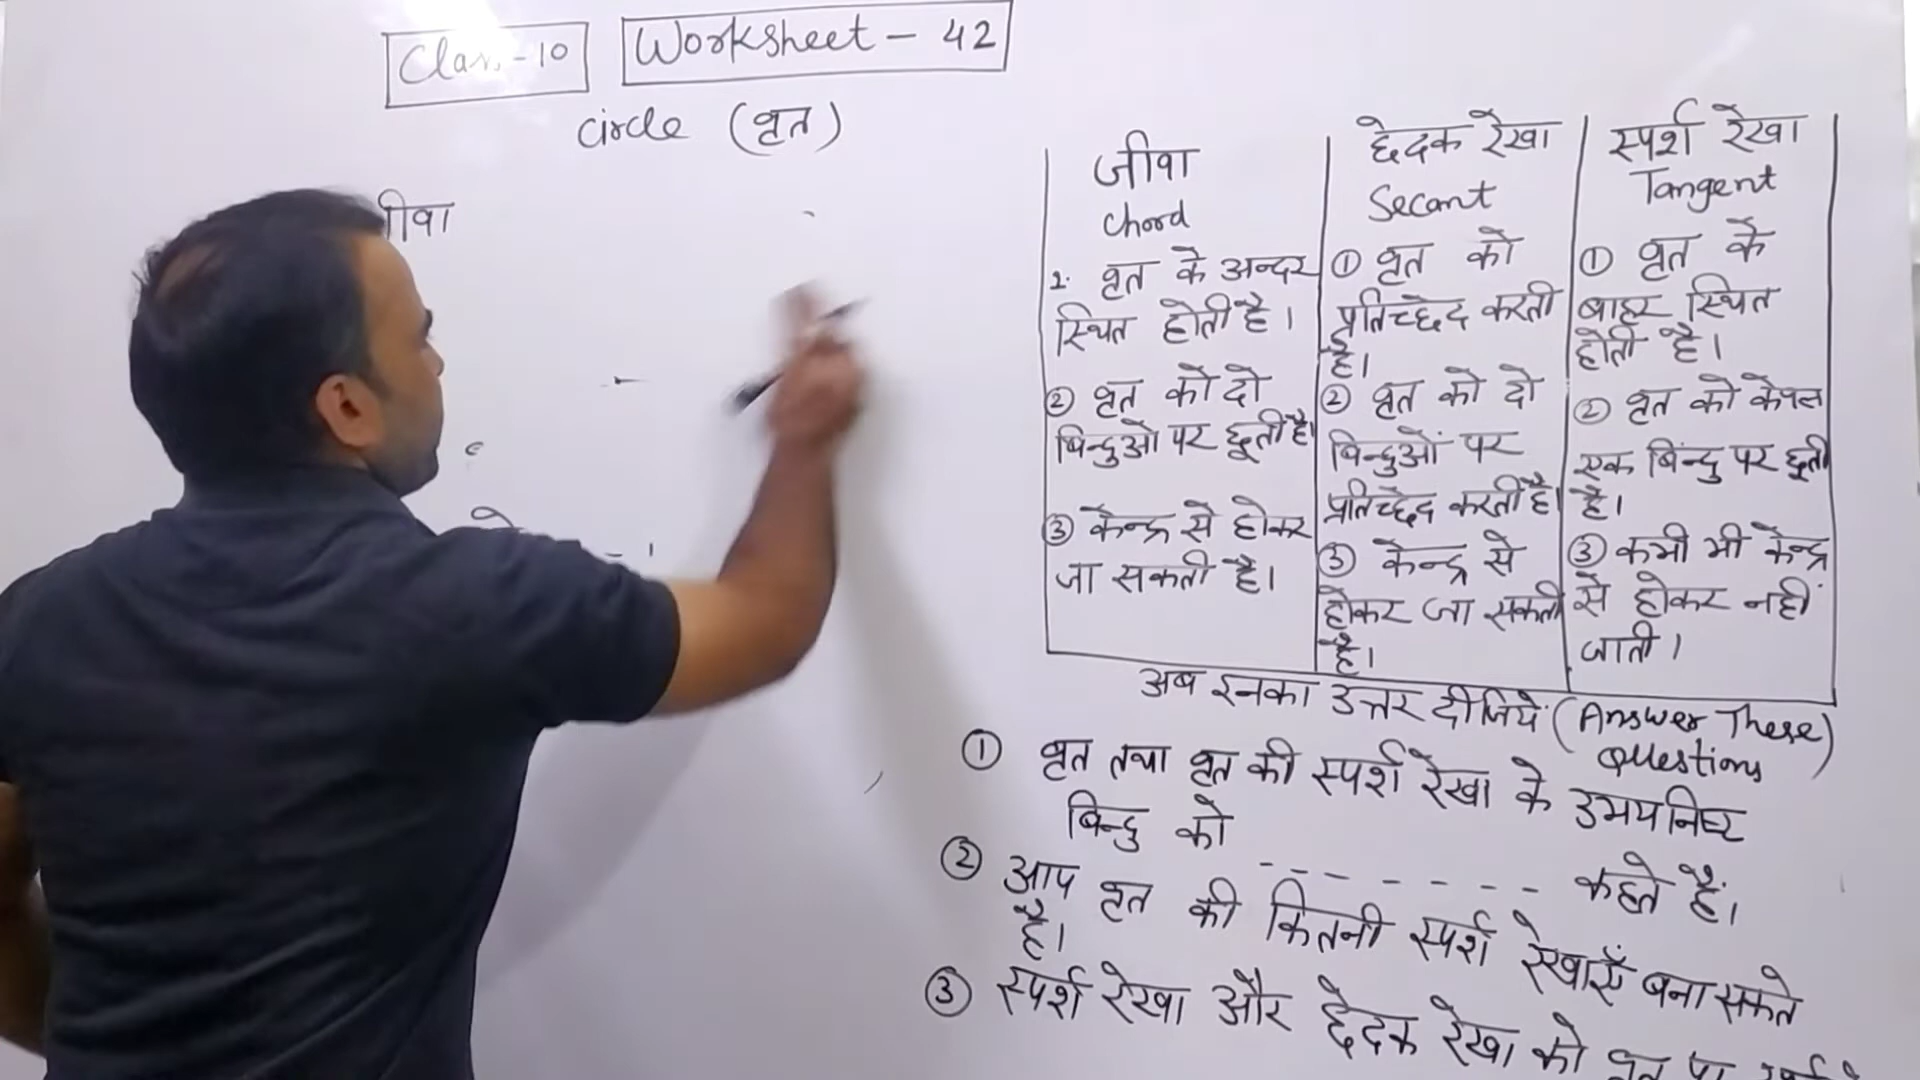 Class-10
Worksheet - 42
circle (वृत)
जीवा
Chord
1. वृत के अन्दर
स्थित होती है।
② वृत को दो
बिन्दुओं पर छूती है
③ केन्द्र से होकर
जा सकती है।
छेदक रेखा
Secant
① वृत को
प्रतिच्छेद करती
है।
② वृत को दो
बिन्दुओं पर
प्रतिच्छेद करती है।
③ केन्द्र से
होकर जा सकती
है।
स्पर्श रेखा
Tangent
① वृत के
बाहर स्थित
होती है।
② वृत को केवल
एक बिन्दु पर छूती
है।
③ कभी भी केन्द्र
से होकर नहीं
जाती।
अब इनका उत्तर दीजिये (Answer These
Questions)
① वृत तथा वृत की स्पर्श रेखा के उभयनिष्ट
बिन्दु को - - - - - - - कहते हैं।
② आप वृत की कितनी स्पर्श रेखाएँ बना सकते
है।
③ स्पर्श रेखा और छेदक रेखा को वृत